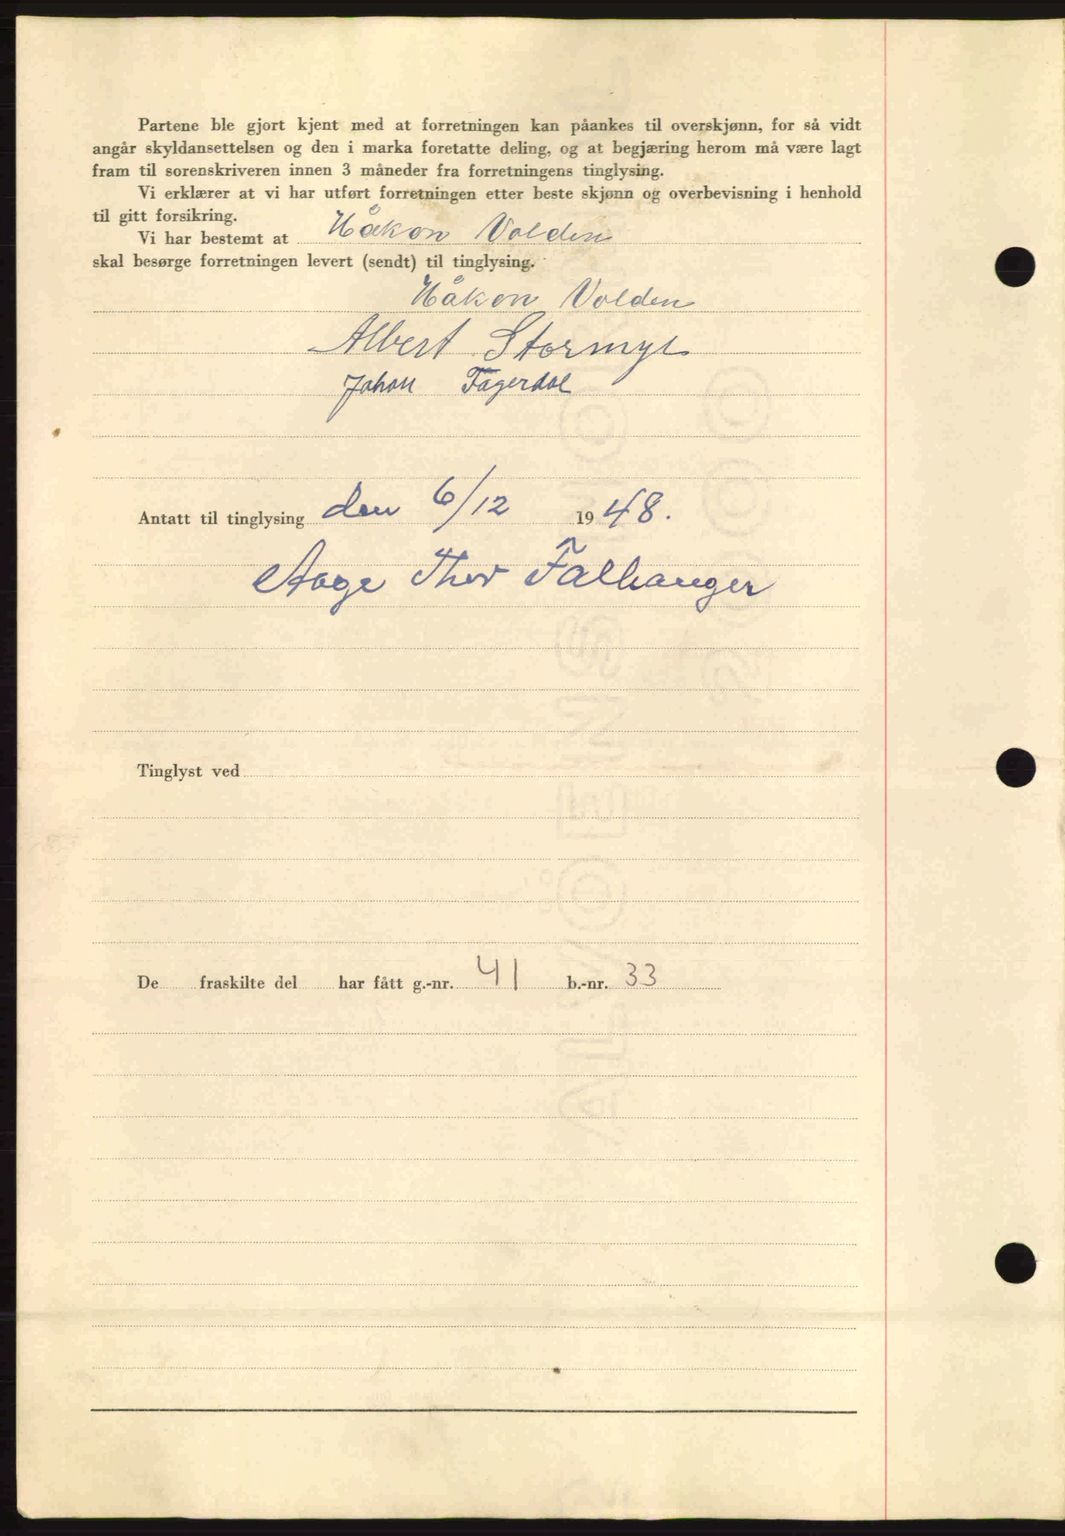 Partene ble gjort kjent med at forretningen kan påankes til overskjønn, for så vidt
angår skyldansettelsen og den i marka foretatte deling, og at begjæring herom må være lagt
fram til sorenskriveren innen 3 måneder fra forretningens tinglysing.
Vi erklærer at vi har utført forretningen etter beste skjønn og overbevisning i henhold
til gitt forsikring.
Vi har bestemt at Håkon Volden
skal besørge forretningen levert (sendt) til tinglysing.
Håkon Volden
Albert Stormyr
Johan Fagerdal
Antatt til tinglysing den 6/12 1948.
Aage Thor Falkanger
Tinglyst ved
De fraskilte del har fått g.-nr. 41 b.-nr. 33